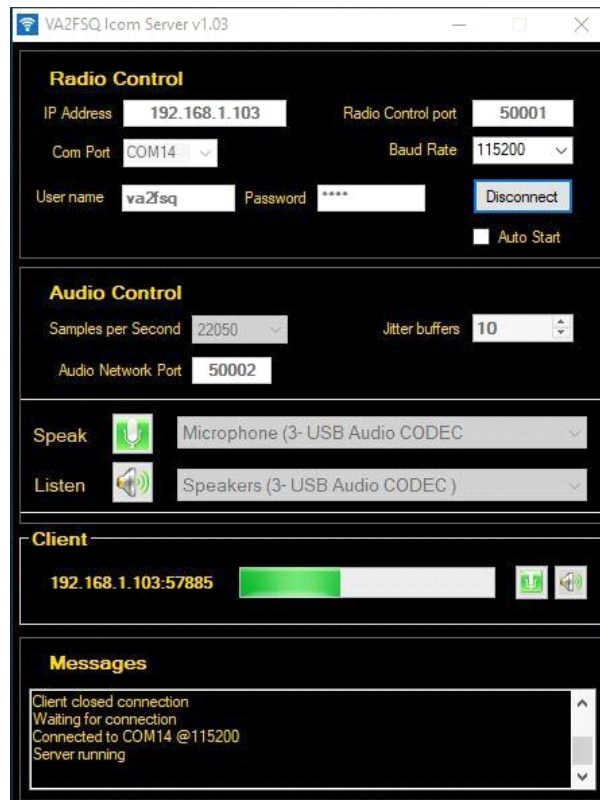 VA2FSQ Icom Server v1.03
Radio Control
IP Address 192.168.1.103 Radio Control port 50001
Com Port COM14 Baud Rate 115200
User name va2fsq Password ****
Disconnect
Auto Start
Audio Control
Samples per Second 22050 Jitter buffers 10
Audio Network Port 50002
Speak Microphone (3- USB Audio CODEC
Listen Speakers (3- USB Audio CODEC )
Client
192.168.1.103:57885
Messages
Client closed connection
Waiting for connection
Connected to COM14 @115200
Server running